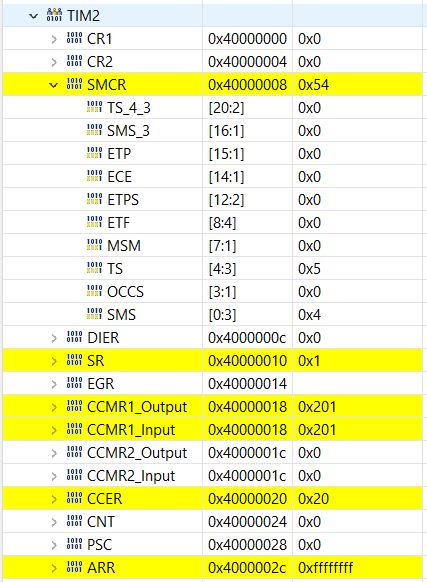 TIM2
CR1 0x40000000 0x0
CR2 0x40000004 0x0
SMCR 0x40000008 0x54
TS_4_3 [20:2] 0x0
SMS_3 [16:1] 0x0
ETP [15:1] 0x0
ECE [14:1] 0x0
ETPS [12:2] 0x0
ETF [8:4] 0x0
MSM [7:1] 0x0
TS [4:3] 0x5
OCCS [3:1] 0x0
SMS [0:3] 0x4
DIER 0x4000000c 0x0
SR 0x40000010 0x1
EGR 0x40000014
CCMR1_Output 0x40000018 0x201
CCMR1_Input 0x40000018 0x201
CCMR2_Output 0x4000001c 0x0
CCMR2_Input 0x4000001c 0x0
CCER 0x40000020 0x20
CNT 0x40000024 0x0
PSC 0x40000028 0x0
ARR 0x4000002c 0xffffffff